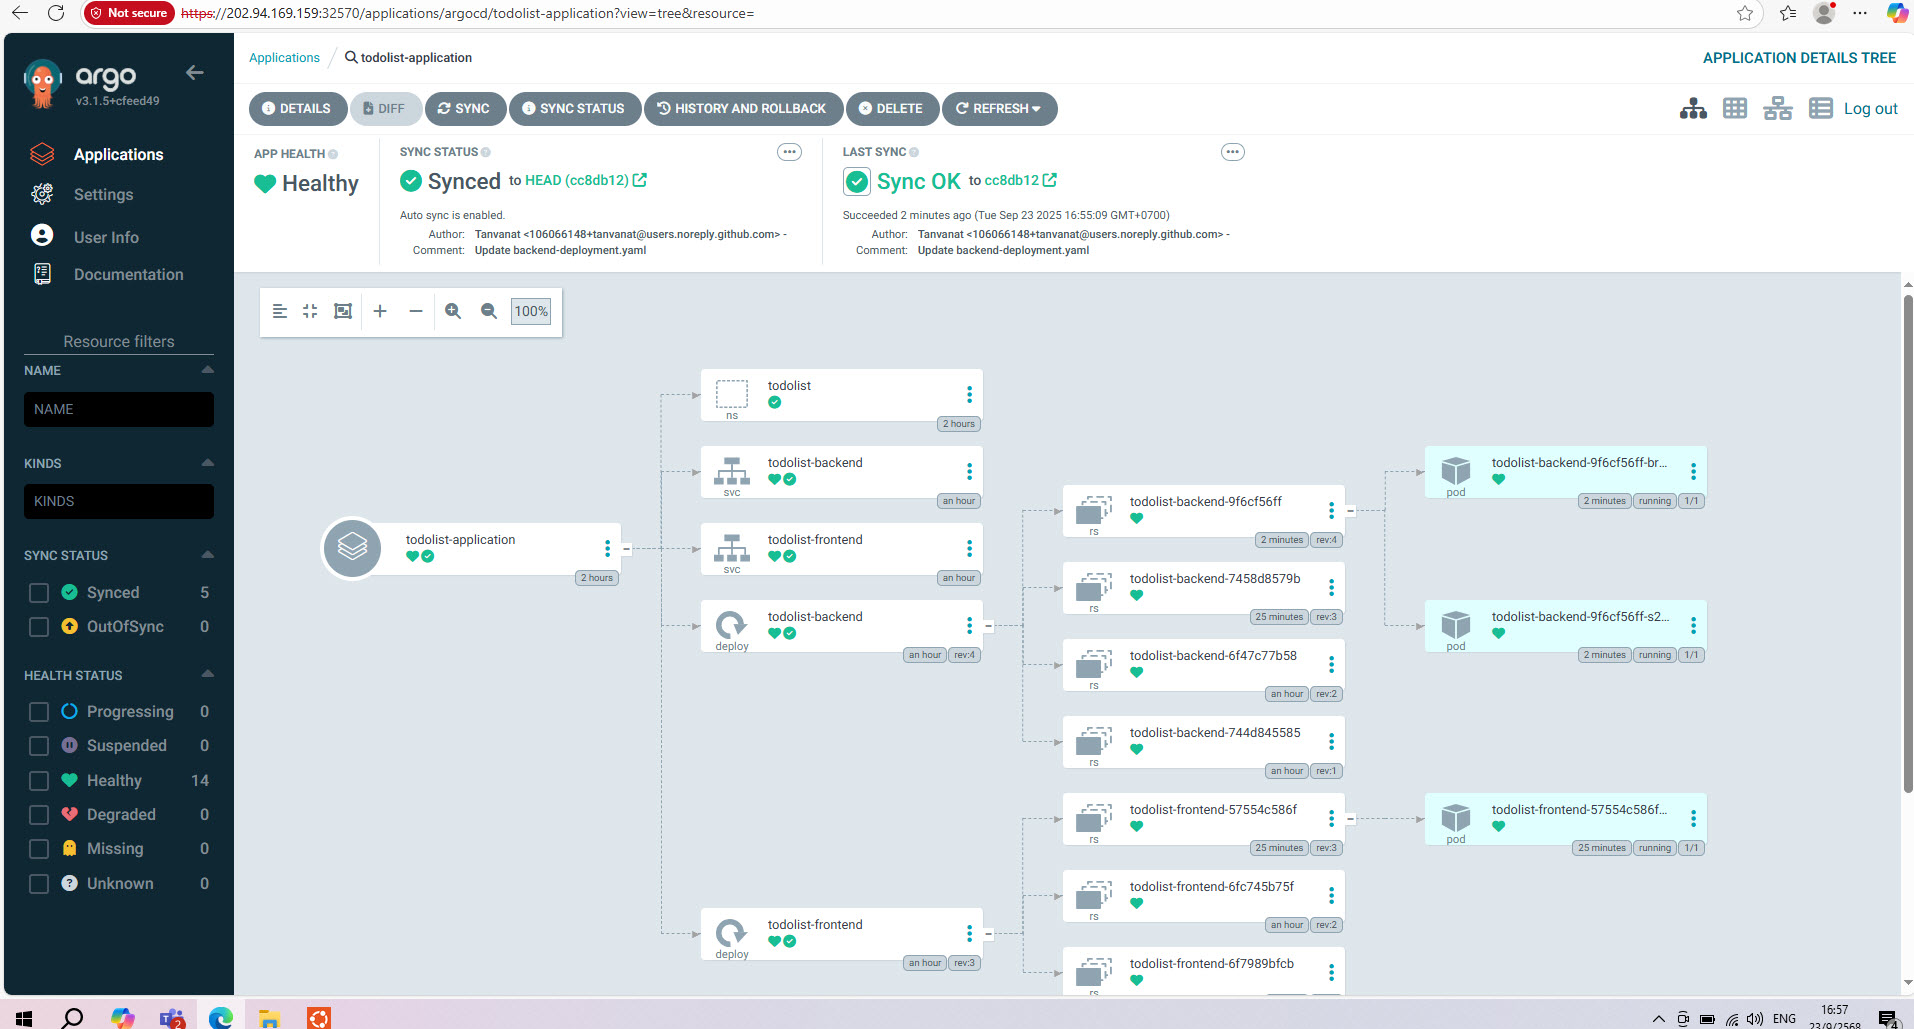 Not secure https://202.94.169.159:32570/applications/argocd/todolist-application?view=tree&resource=
argo
v3.1.5+cfeed49
Applications
Settings
User Info
Documentation
Resource filters
NAME
NAME
KINDS
KINDS
SYNC STATUS
Synced 5
OutOfSync 0
HEALTH STATUS
Progressing 0
Suspended 0
Healthy 14
Degraded 0
Missing 0
Unknown 0
Applications / todolist-application
APPLICATION DETAILS TREE
DETAILS DIFF SYNC SYNC STATUS HISTORY AND ROLLBACK DELETE REFRESH
Log out
APP HEALTH
Healthy
SYNC STATUS
Synced to HEAD (cc8db12)
Auto sync is enabled.
Author: Tanvanat <106066148+tanvanat@users.noreply.github.com> -
Comment: Update backend-deployment.yaml
LAST SYNC
Sync OK to cc8db12
Succeeded 2 minutes ago (Tue Sep 23 2025 16:55:09 GMT+0700)
Author: Tanvanat <106066148+tanvanat@users.noreply.github.com> -
Comment: Update backend-deployment.yaml
100%
todolist-application
2 hours
todolist
ns
2 hours
todolist-backend
svc
an hour
todolist-frontend
svc
an hour
todolist-backend
deploy
an hour rev:4
todolist-frontend
deploy
an hour rev:3
todolist-backend-9f6cf56ff
rs
2 minutes rev:4
todolist-backend-7458d8579b
rs
25 minutes rev:3
todolist-backend-6f47c77b58
rs
an hour rev:2
todolist-backend-744d845585
rs
an hour rev:1
todolist-frontend-57554c586f
rs
25 minutes rev:3
todolist-frontend-6fc745b75f
rs
an hour rev:2
todolist-frontend-6f7989bfcb
rs
todolist-backend-9f6cf56ff-br...
pod
2 minutes running 1/1
todolist-backend-9f6cf56ff-s2...
pod
2 minutes running 1/1
todolist-frontend-57554c586f...
pod
25 minutes running 1/1
2
ENG
16:57
23/9/2568
4